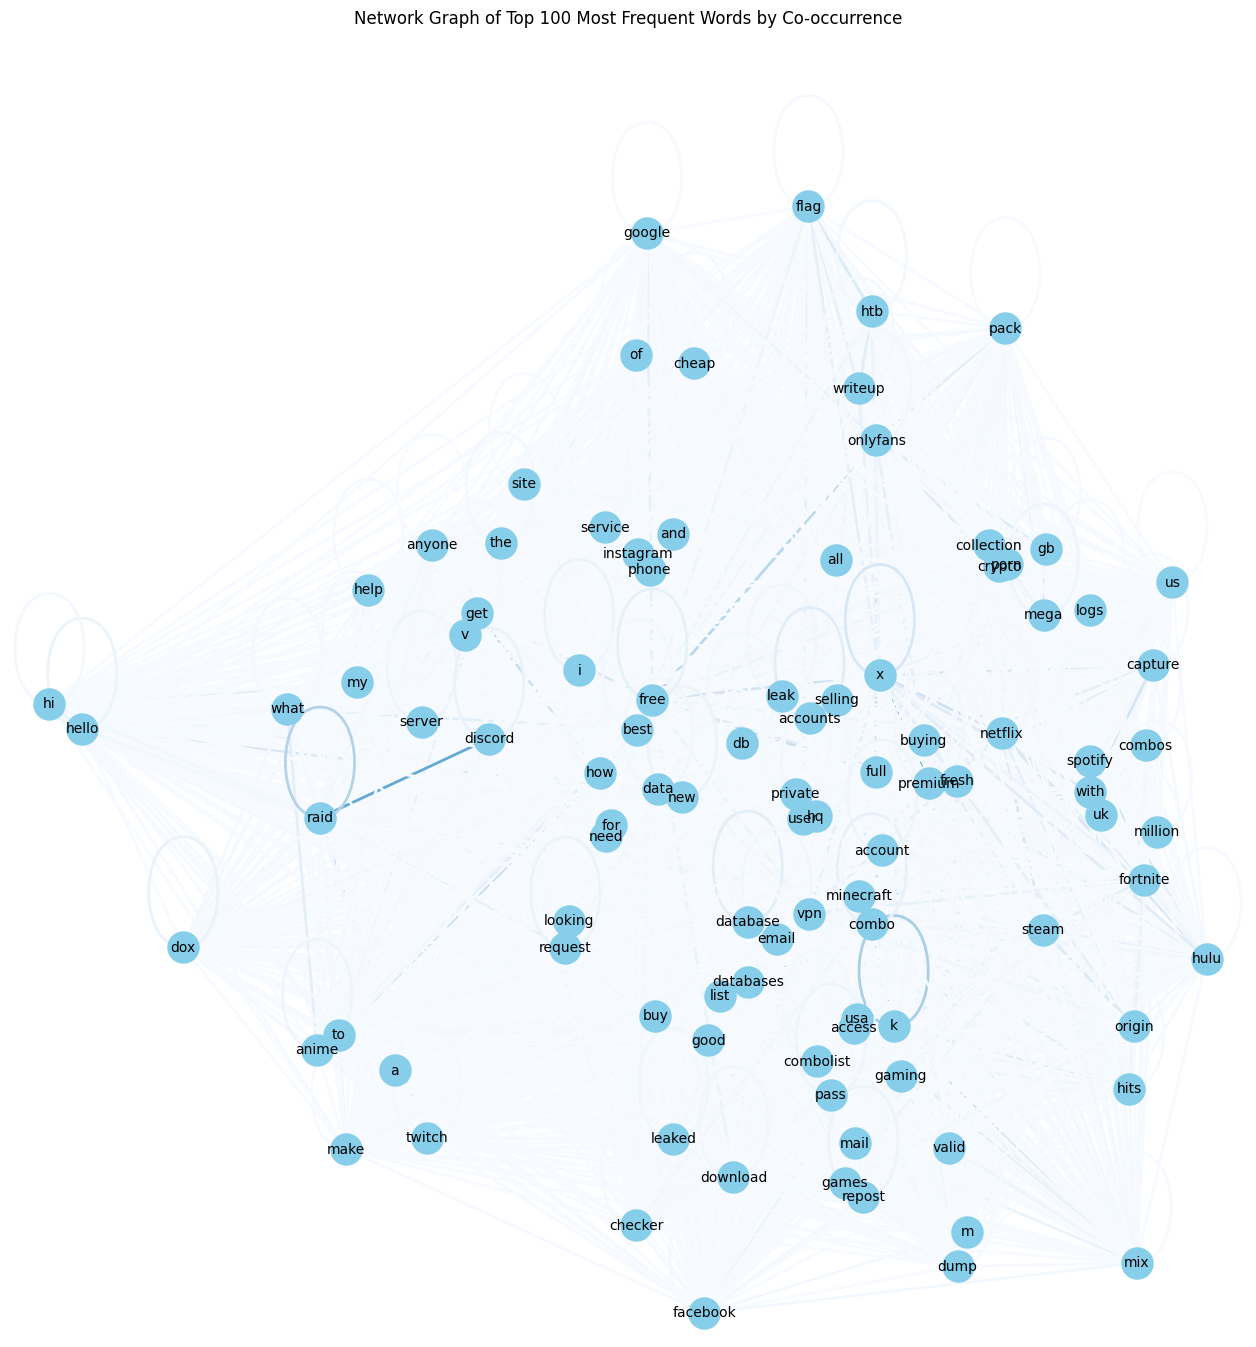 Network Graph of Top 100 Most Frequent Words by Co-occurrence
flag
google
htb
pack
of
cheap
writeup
onlyfans
site
service
and
anyone
the
instagram
collection
gb
all
phone
crypto
porn
us
help
get
mega
logs
v
capture
i
x
my
free
leak
selling
hi
what
accounts
server
hello
best
discord
db
buying
netflix
combos
spotify
how
full
premium
fresh
data
new
private
with
raid
for
user
hq
uk
need
million
account
fortnite
minecraft
looking
database
vpn
combo
steam
email
dox
request
hulu
databases
list
buy
usa
access
k
origin
to
good
anime
combolist
a
gaming
hits
pass
twitch
leaked
mail
make
valid
download
games
repost
checker
m
dump
mix
facebook